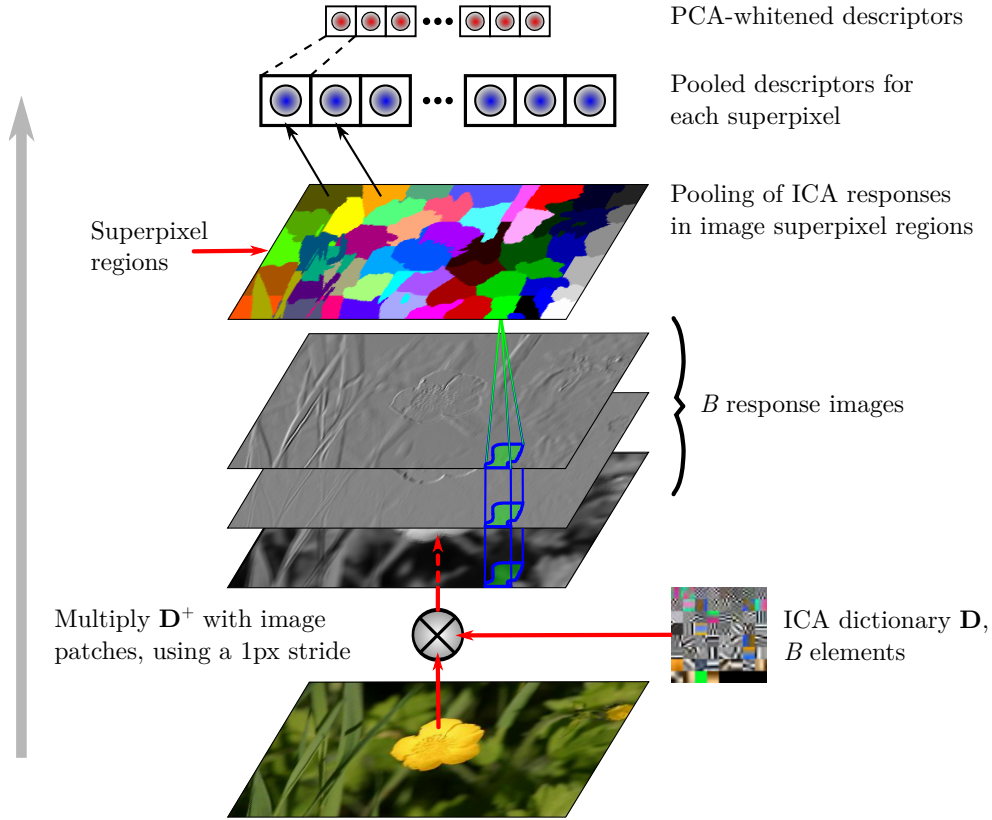 PCA-whitened descriptors
Pooled descriptors for
each superpixel
Pooling of ICA responses
in image superpixel regions
Superpixel
regions
B response images
Multiply D⁺ with image
patches, using a 1px stride
ICA dictionary D,
B elements